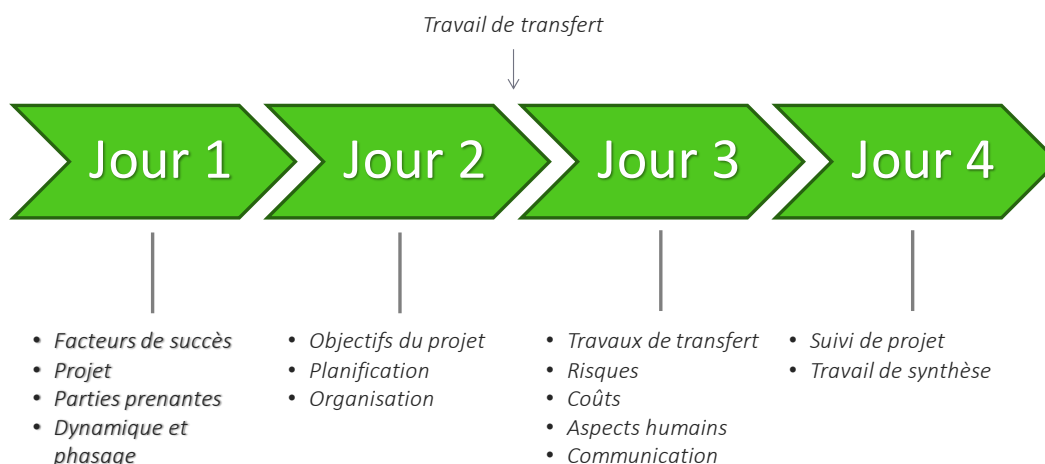 Travail de transfert
Jour 1
Jour 2
Jour 3
Jour 4
• Facteurs de succès
• Projet
• Parties prenantes
• Dynamique et
phasage
• Objectifs du projet
• Planification
• Organisation
• Travaux de transfert
• Risques
• Coûts
• Aspects humains
• Communication
• Suivi de projet
• Travail de synthèse